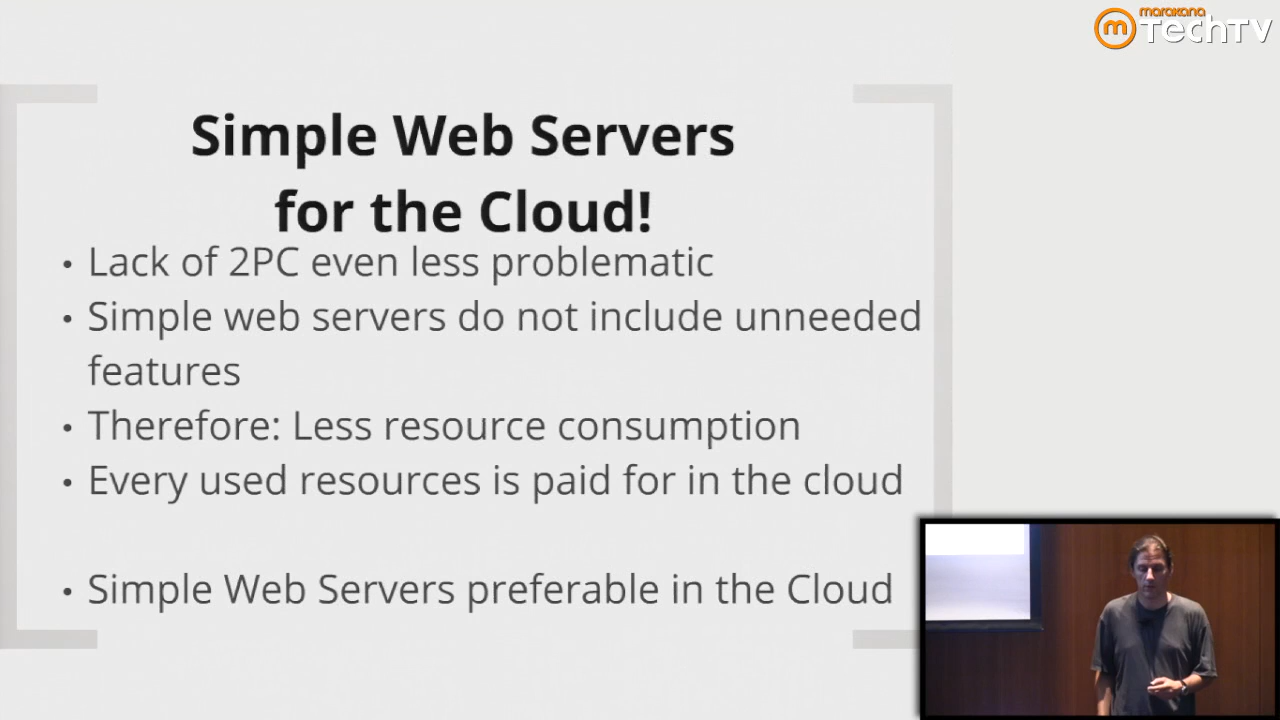 marakana
TechTV
Simple Web Servers
for the Cloud!
• Lack of 2PC even less problematic
• Simple web servers do not include unneeded
features
• Therefore: Less resource consumption
• Every used resources is paid for in the cloud
• Simple Web Servers preferable in the Cloud